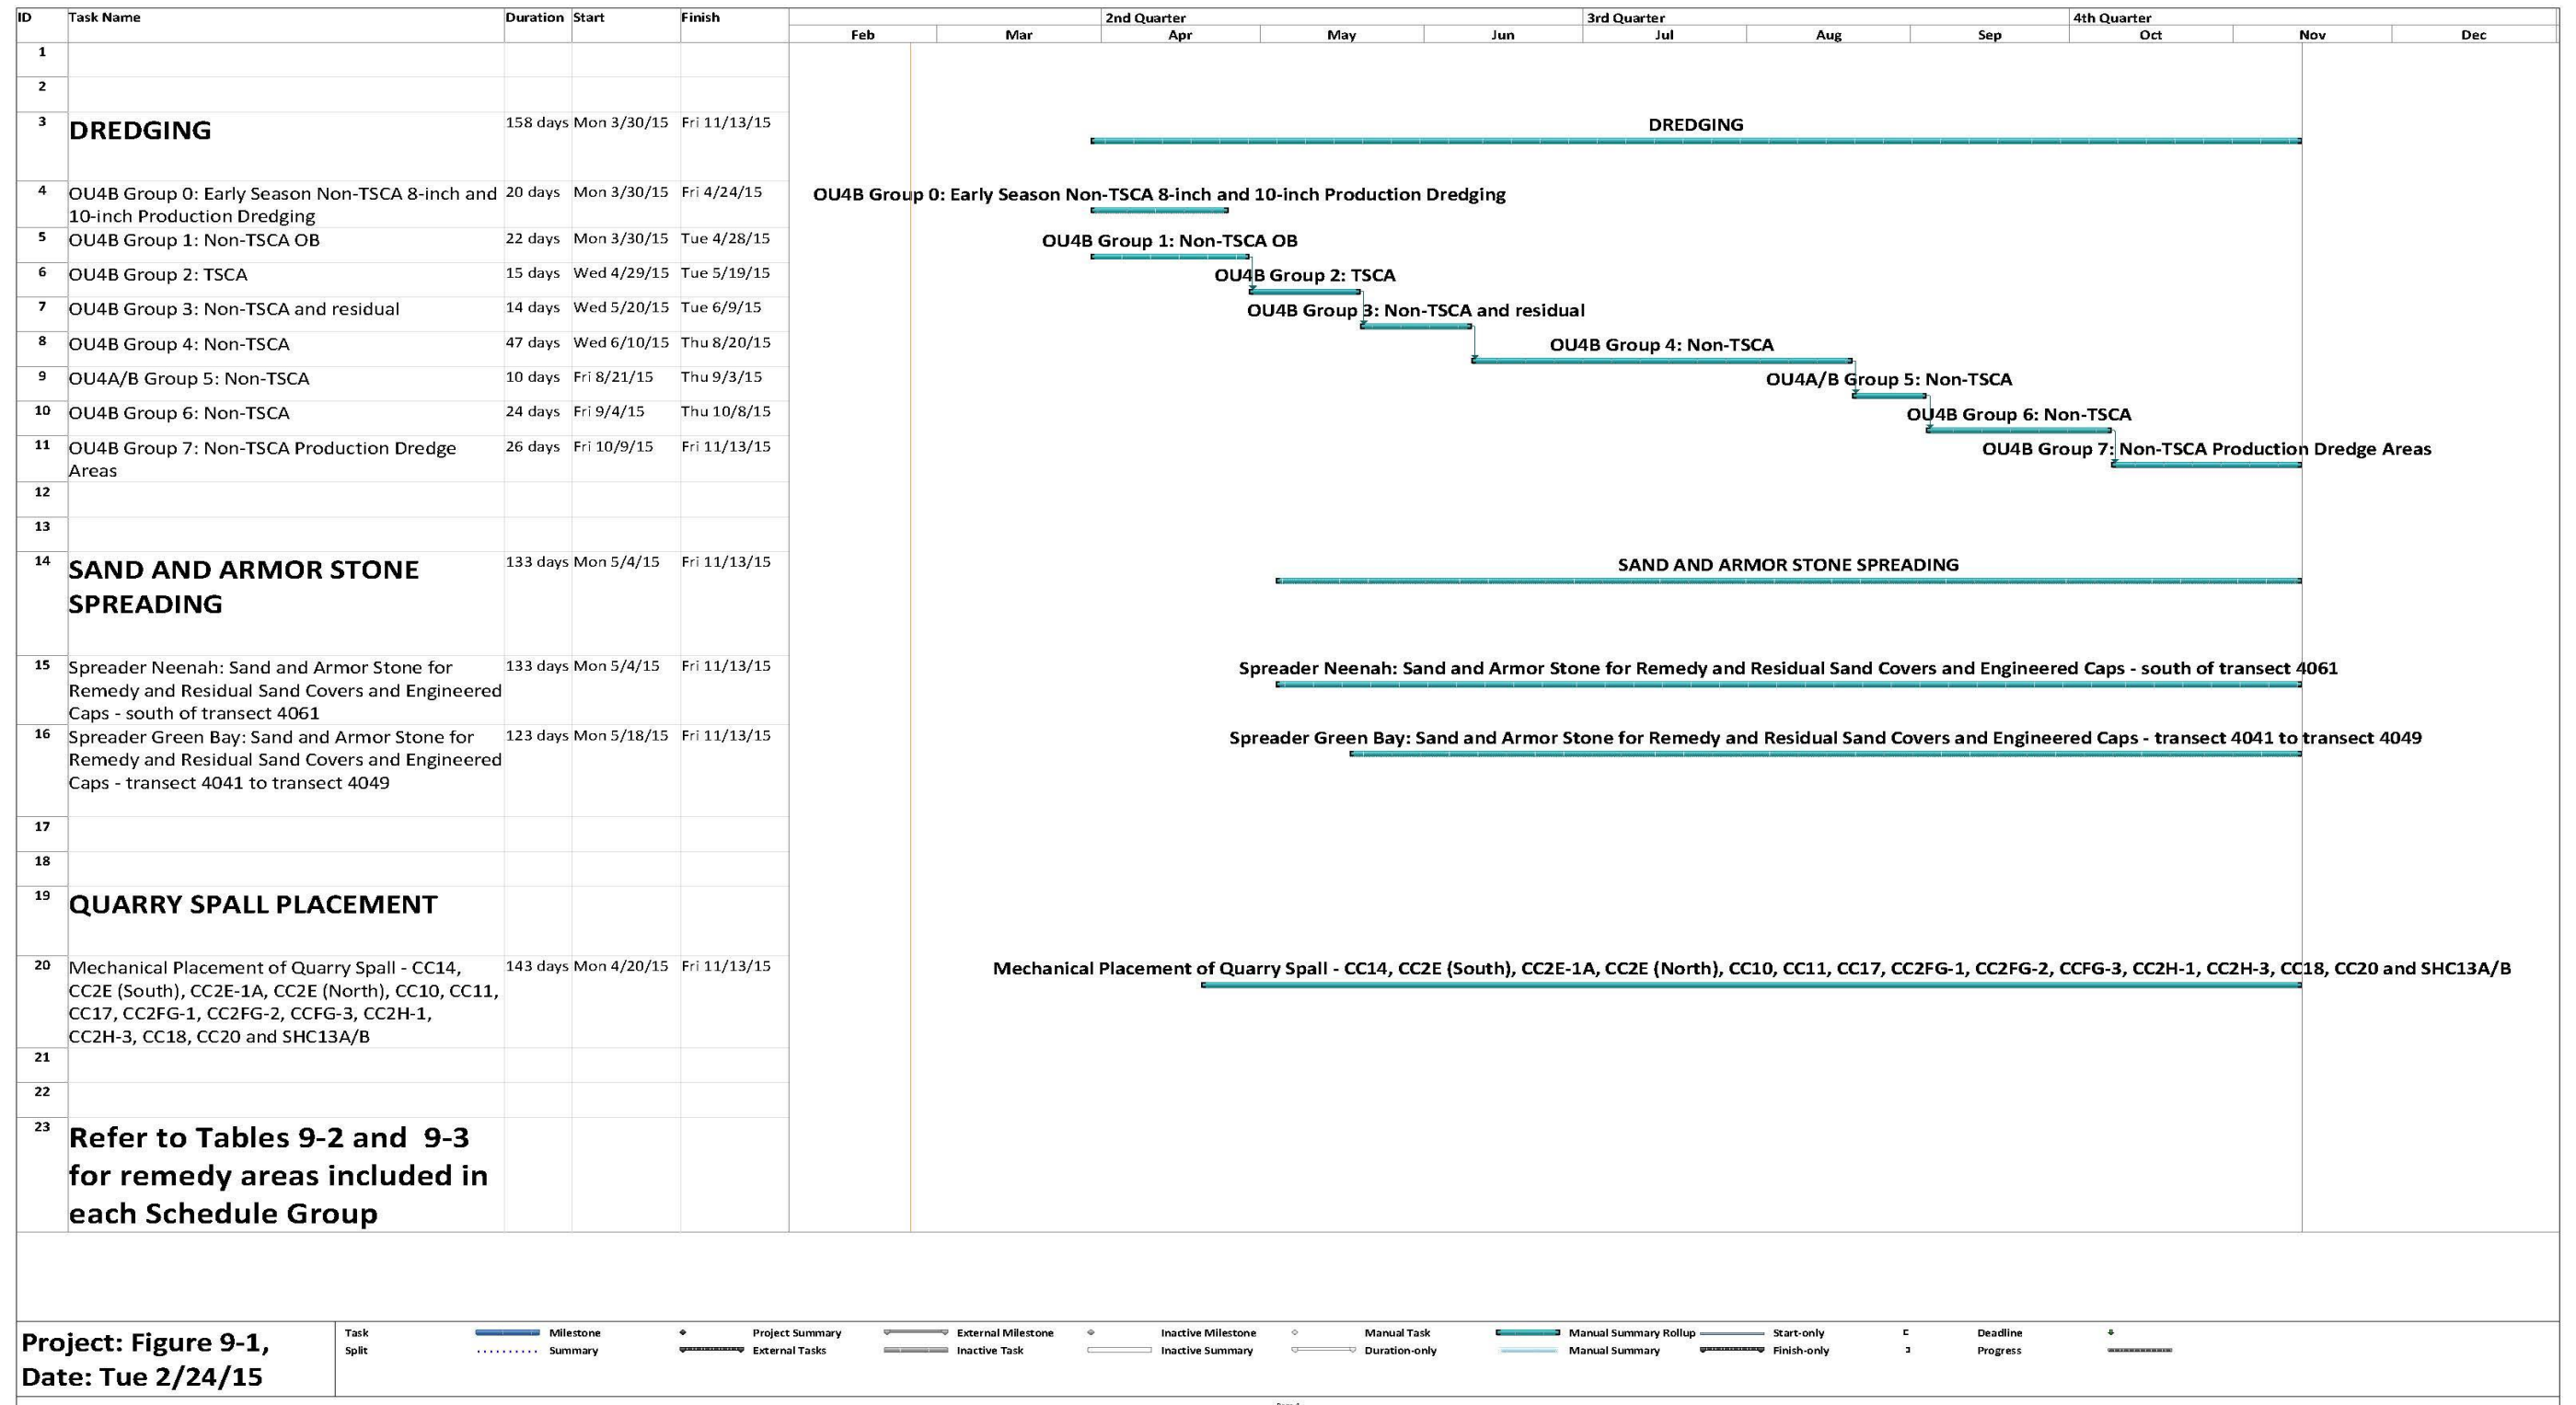 ID Task Name Duration Start Finish 2nd Quarter 3rd Quarter 4th Quarter
Feb Mar Apr May Jun Jul Aug Sep Oct Nov Dec
1
2
3 DREDGING 158 days Mon 3/30/15 Fri 11/13/15 DREDGING
4 OU4B Group 0: Early Season Non-TSCA 8-inch and 20 days Mon 3/30/15 Fri 4/24/15 OU4B Group 0: Early Season Non-TSCA 8-inch and 10-inch Production Dredging
10-inch Production Dredging
5 OU4B Group 1: Non-TSCA OB 22 days Mon 3/30/15 Tue 4/28/15 OU4B Group 1: Non-TSCA OB
6 OU4B Group 2: TSCA 15 days Wed 4/29/15 Tue 5/19/15 OU4B Group 2: TSCA
7 OU4B Group 3: Non-TSCA and residual 14 days Wed 5/20/15 Tue 6/9/15 OU4B Group 3: Non-TSCA and residual
8 OU4B Group 4: Non-TSCA 47 days Wed 6/10/15 Thu 8/20/15 OU4B Group 4: Non-TSCA
9 OU4A/B Group 5: Non-TSCA 10 days Fri 8/21/15 Thu 9/3/15 OU4A/B Group 5: Non-TSCA
10 OU4B Group 6: Non-TSCA 24 days Fri 9/4/15 Thu 10/8/15 OU4B Group 6: Non-TSCA
11 OU4B Group 7: Non-TSCA Production Dredge 26 days Fri 10/9/15 Fri 11/13/15 OU4B Group 7: Non-TSCA Production Dredge Areas
Areas
12
13
14 SAND AND ARMOR STONE 133 days Mon 5/4/15 Fri 11/13/15 SAND AND ARMOR STONE SPREADING
SPREADING
15 Spreader Neenah: Sand and Armor Stone for 133 days Mon 5/4/15 Fri 11/13/15 Spreader Neenah: Sand and Armor Stone for Remedy and Residual Sand Covers and Engineered Caps - south of transect 4061
Remedy and Residual Sand Covers and Engineered
Caps - south of transect 4061
16 Spreader Green Bay: Sand and Armor Stone for 123 days Mon 5/18/15 Fri 11/13/15 Spreader Green Bay: Sand and Armor Stone for Remedy and Residual Sand Covers and Engineered Caps - transect 4041 to transect 4049
Remedy and Residual Sand Covers and Engineered
Caps - transect 4041 to transect 4049
17
18
19 QUARRY SPALL PLACEMENT
20 Mechanical Placement of Quarry Spall - CC14, 143 days Mon 4/20/15 Fri 11/13/15 Mechanical Placement of Quarry Spall - CC14, CC2E (South), CC2E-1A, CC2E (North), CC10, CC11, CC17, CC2FG-1, CC2FG-2, CCFG-3, CC2H-1, CC2H-3, CC18, CC20 and SHC13A/B
CC2E (South), CC2E-1A, CC2E (North), CC10, CC11,
CC17, CC2FG-1, CC2FG-2, CCFG-3, CC2H-1,
CC2H-3, CC18, CC20 and SHC13A/B
21
22
23 Refer to Tables 9-2 and 9-3
for remedy areas included in
each Schedule Group
Project: Figure 9-1,
Date: Tue 2/24/15
Task Milestone Project Summary External Milestone Inactive Milestone Manual Task Manual Summary Rollup Start-only Deadline
Split Summary External Tasks Inactive Task Inactive Summary Duration-only Manual Summary Finish-only Progress